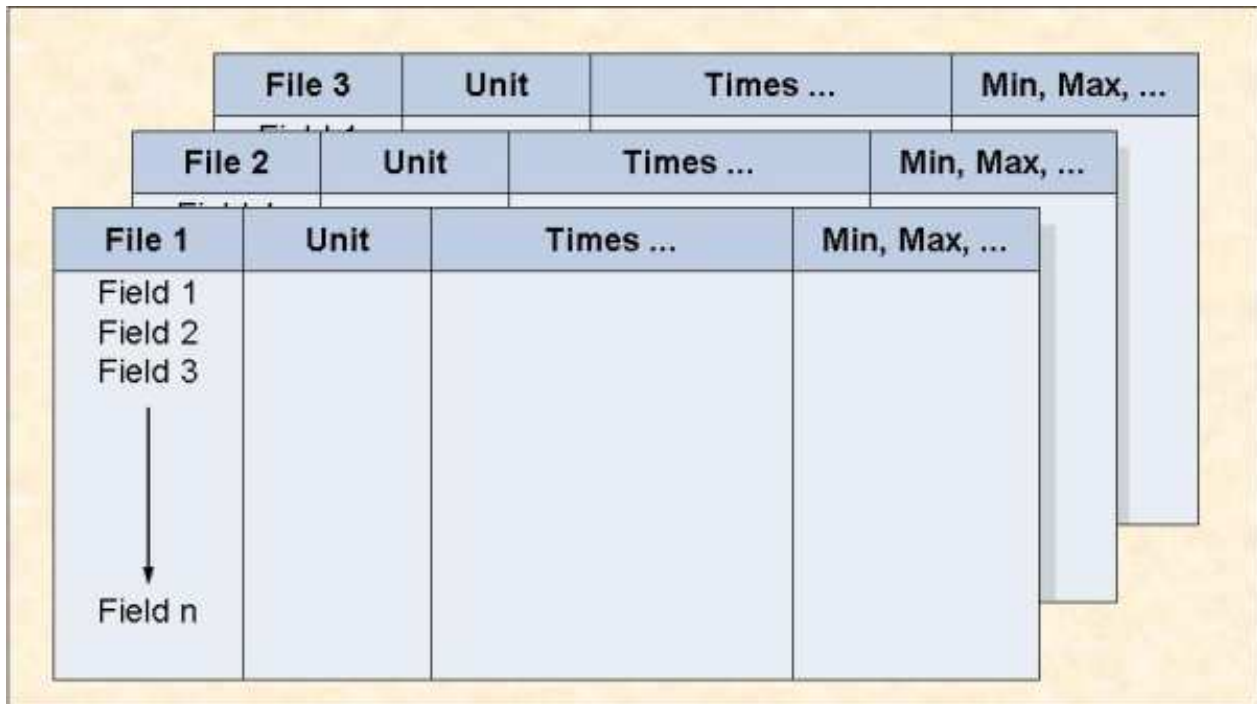 File 3 Unit Times ... Min, Max, ...
File 2 Unit Times ... Min, Max, ...
File 1 Unit Times ... Min, Max, ...
Field 1
Field 2
Field 3
Field n